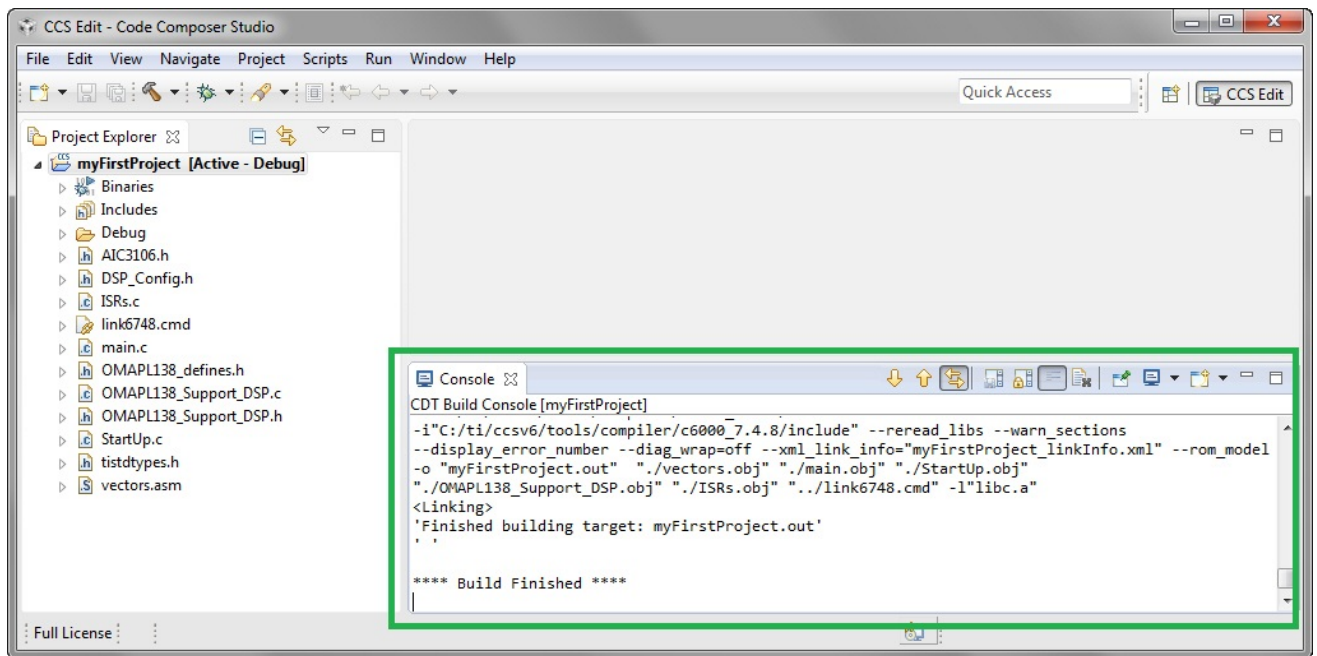 CCS Edit - Code Composer Studio
File Edit View Navigate Project Scripts Run Window Help
Quick Access
CCS Edit
Project Explorer
myFirstProject [Active - Debug]
Binaries
Includes
Debug
AIC3106.h
DSP_Config.h
ISRs.c
link6748.cmd
main.c
OMAPL138_defines.h
OMAPL138_Support_DSP.c
OMAPL138_Support_DSP.h
StartUp.c
tistdtypes.h
vectors.asm
Console
CDT Build Console [myFirstProject]
-i"C:/ti/ccsv6/tools/compiler/c6000_7.4.8/include" --reread_libs --warn_sections
--display_error_number --diag_wrap=off --xml_link_info="myFirstProject_linkInfo.xml" --rom_model
-o "myFirstProject.out"  "./vectors.obj" "./main.obj" "./StartUp.obj"
"./OMAPL138_Support_DSP.obj" "./ISRs.obj" "../link6748.cmd" -l"libc.a"
<Linking>
'Finished building target: myFirstProject.out'
' '
**** Build Finished ****
Full License